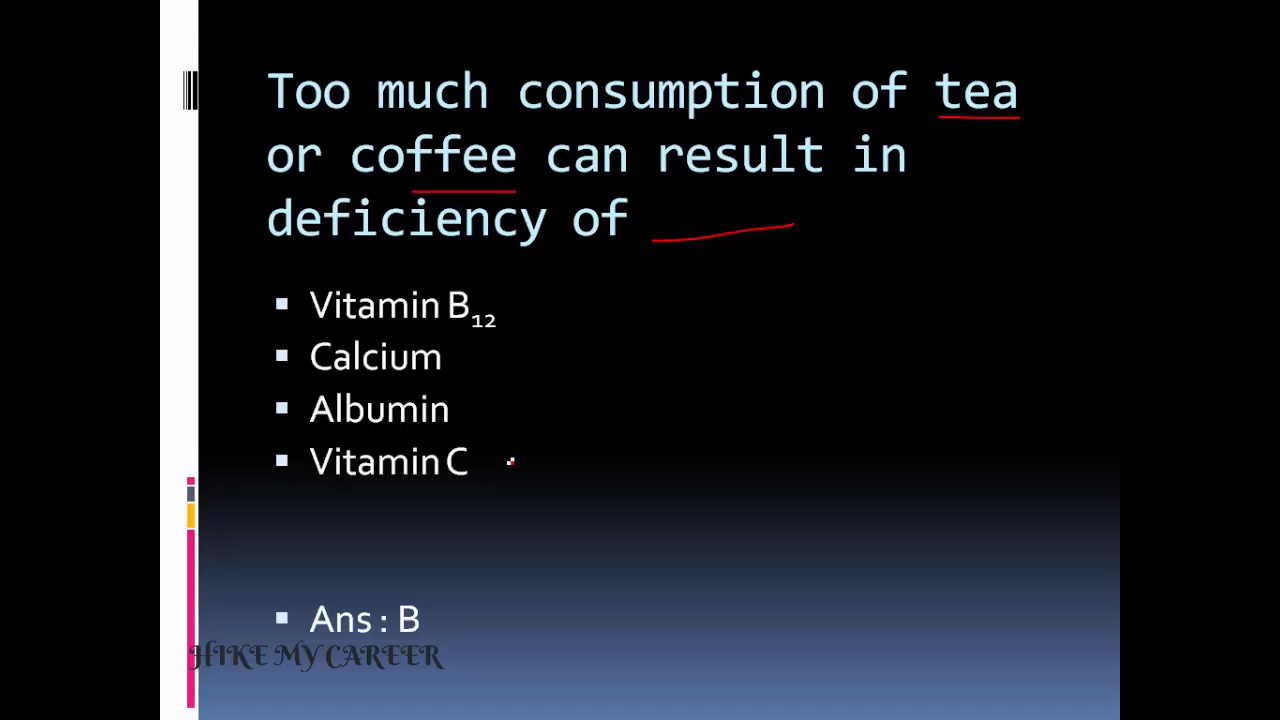 Too much consumption of tea
or coffee can result in
deficiency of
Vitamin B₁₂
Calcium
Albumin
Vitamin C
Ans : B
HIKE MY CAREER